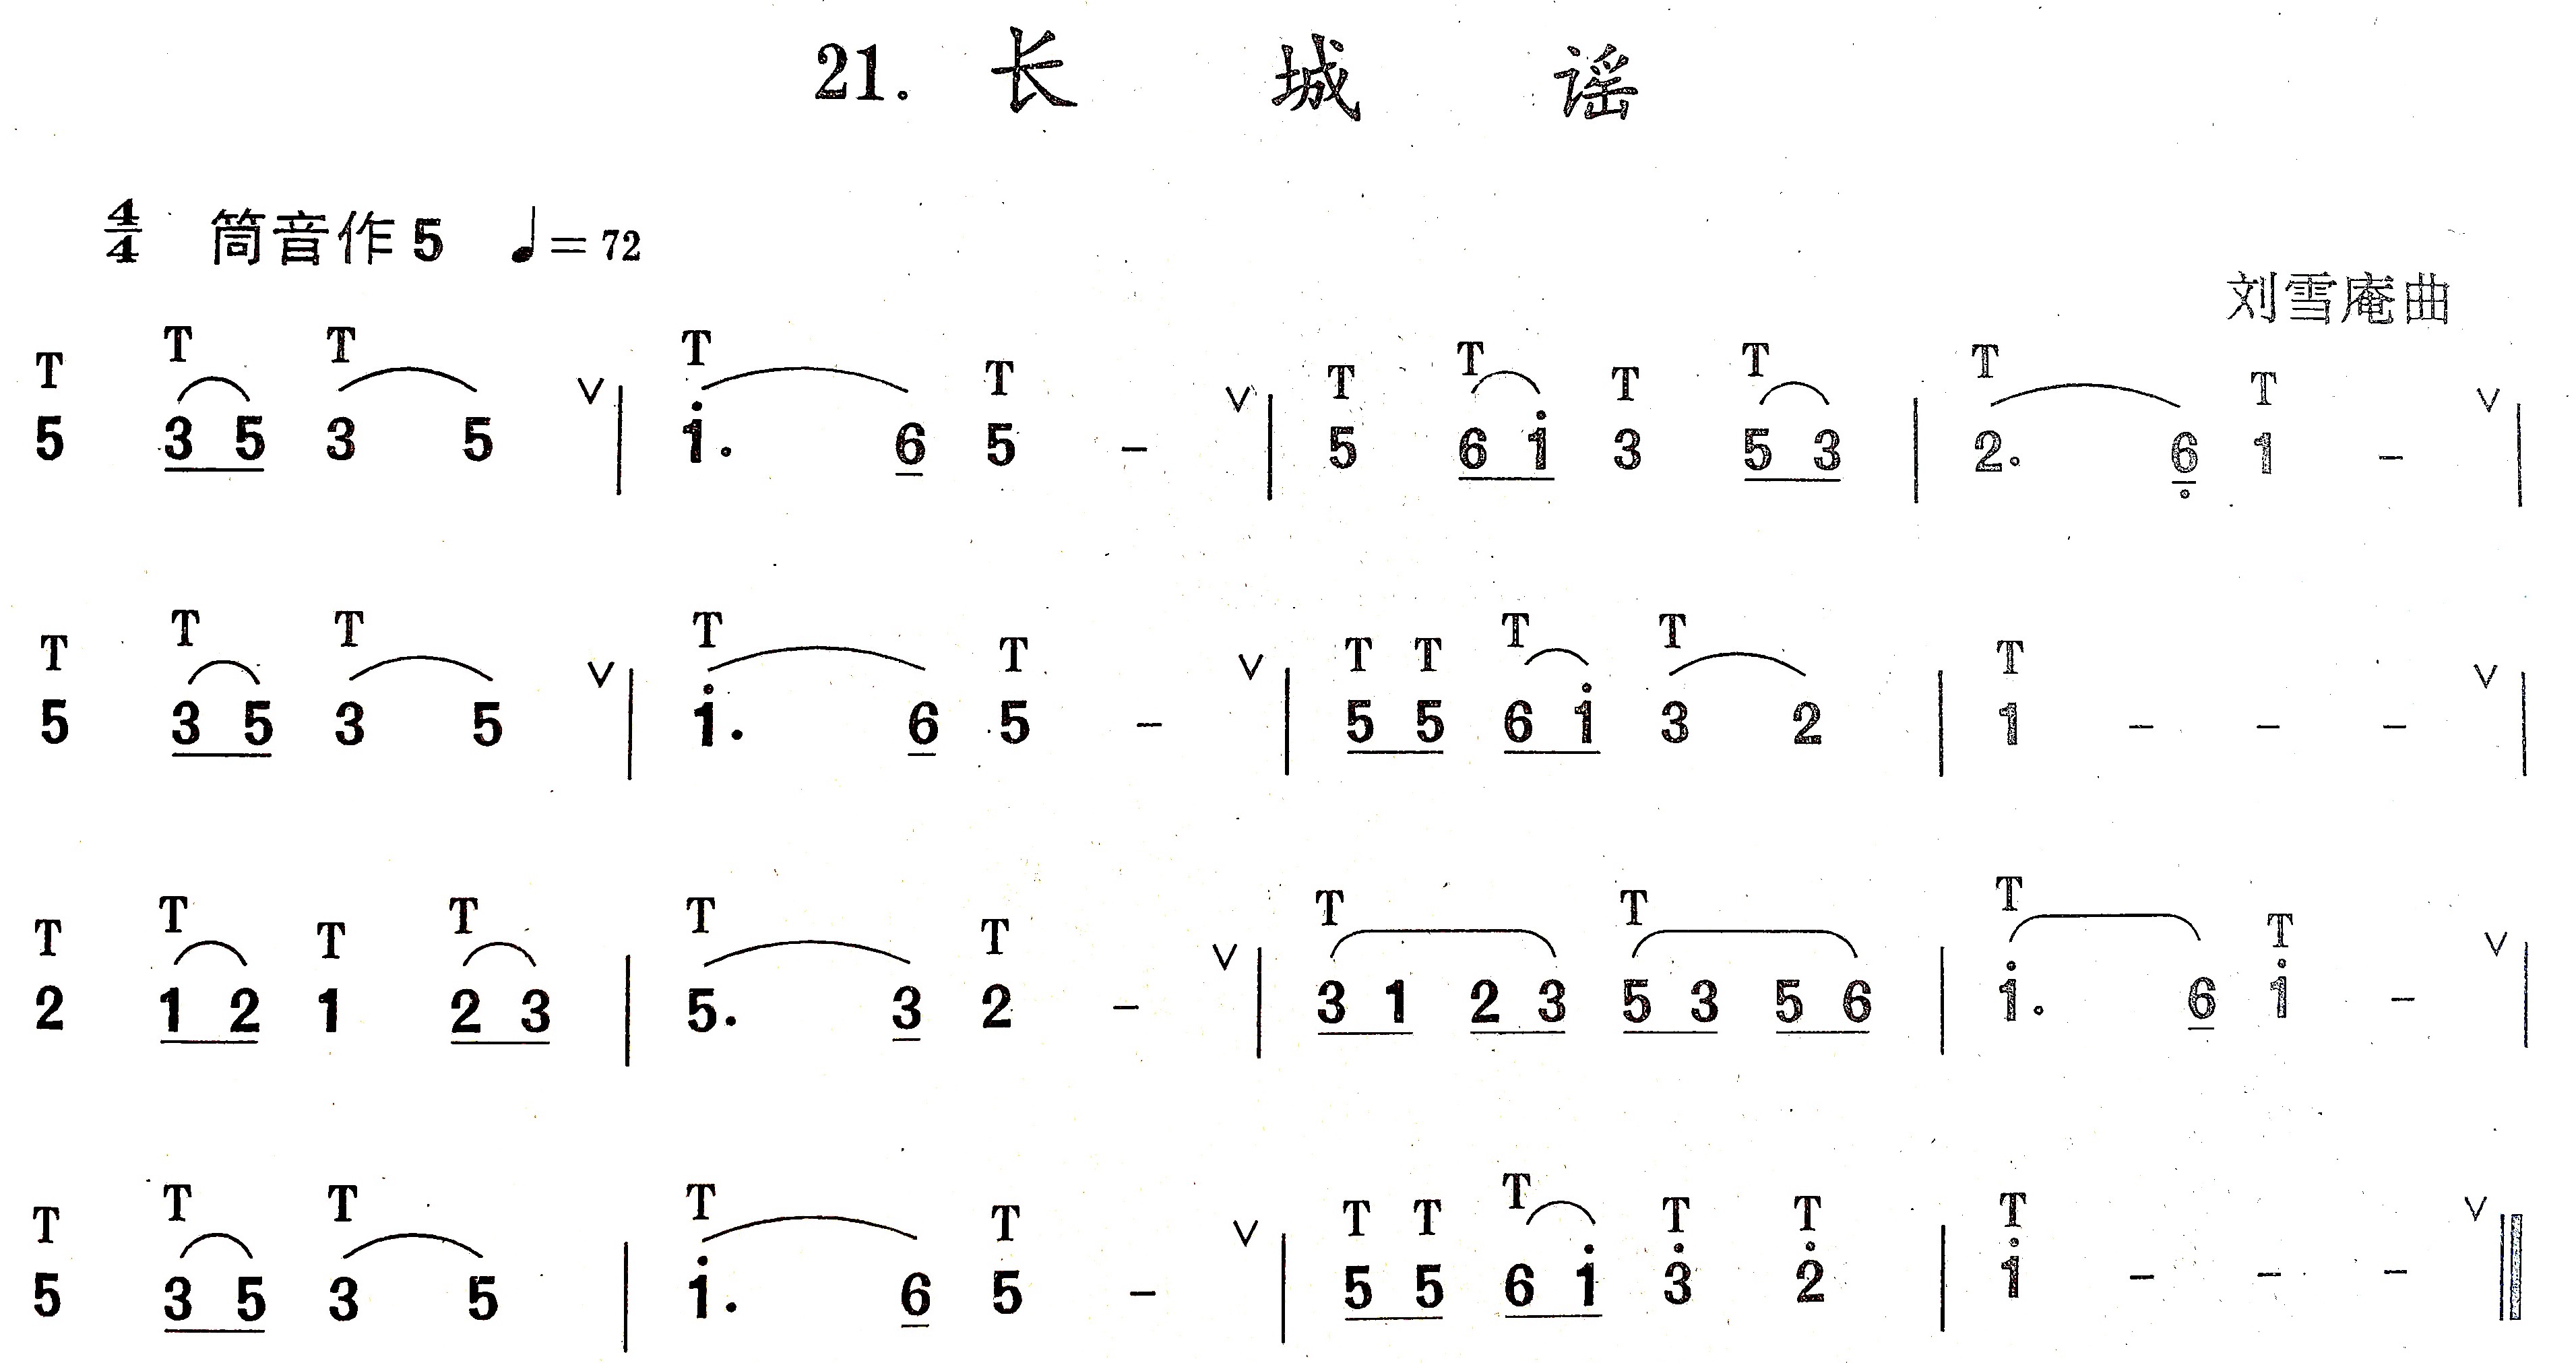 21. 长 城 谣
4/4 筒音作5 ♩=72
刘雪庵曲
T T T T T T T T T T T
5 3 5 3 5 ∨ | i. 6 5 - ∨ | 5 6 i 3 5 3 | 2. 6̣ 1 - ∨ |
T T T T T T T T T T
5 3 5 3 5 ∨ | i. 6 5 - ∨ | 5 5 6 i 3 2 | 1 - - - ∨ |
T T T T T T T T T T
2 1 2 1 2 3 | 5. 3 2 - ∨ | 3 1 2 3 5 3 5 6 | i. 6 i - ∨ |
T T T T T T T T T T T
5 3 5 3 5 | i. 6 5 - ∨ | 5 5 6 i 3̇ 2̇ | i - - - ∨ ‖